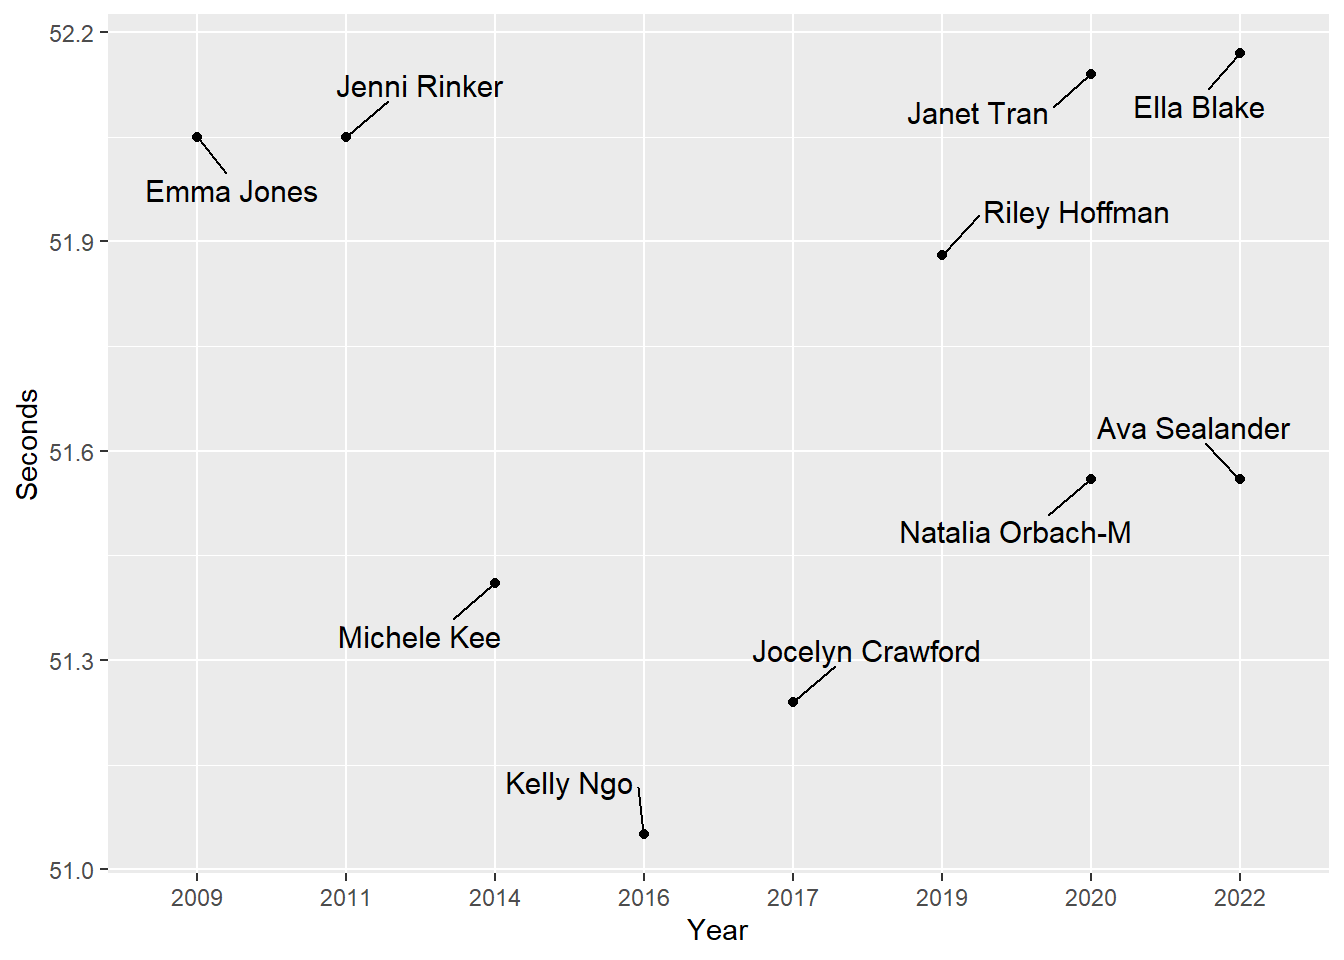 52.2
51.9
51.6
51.3
51.0
Seconds
Jenni Rinker
Emma Jones
Janet Tran
Ella Blake
Riley Hoffman
Ava Sealander
Natalia Orbach-M
Michele Kee
Jocelyn Crawford
Kelly Ngo
2009 2011 2014 2016 2017 2019 2020 2022
Year